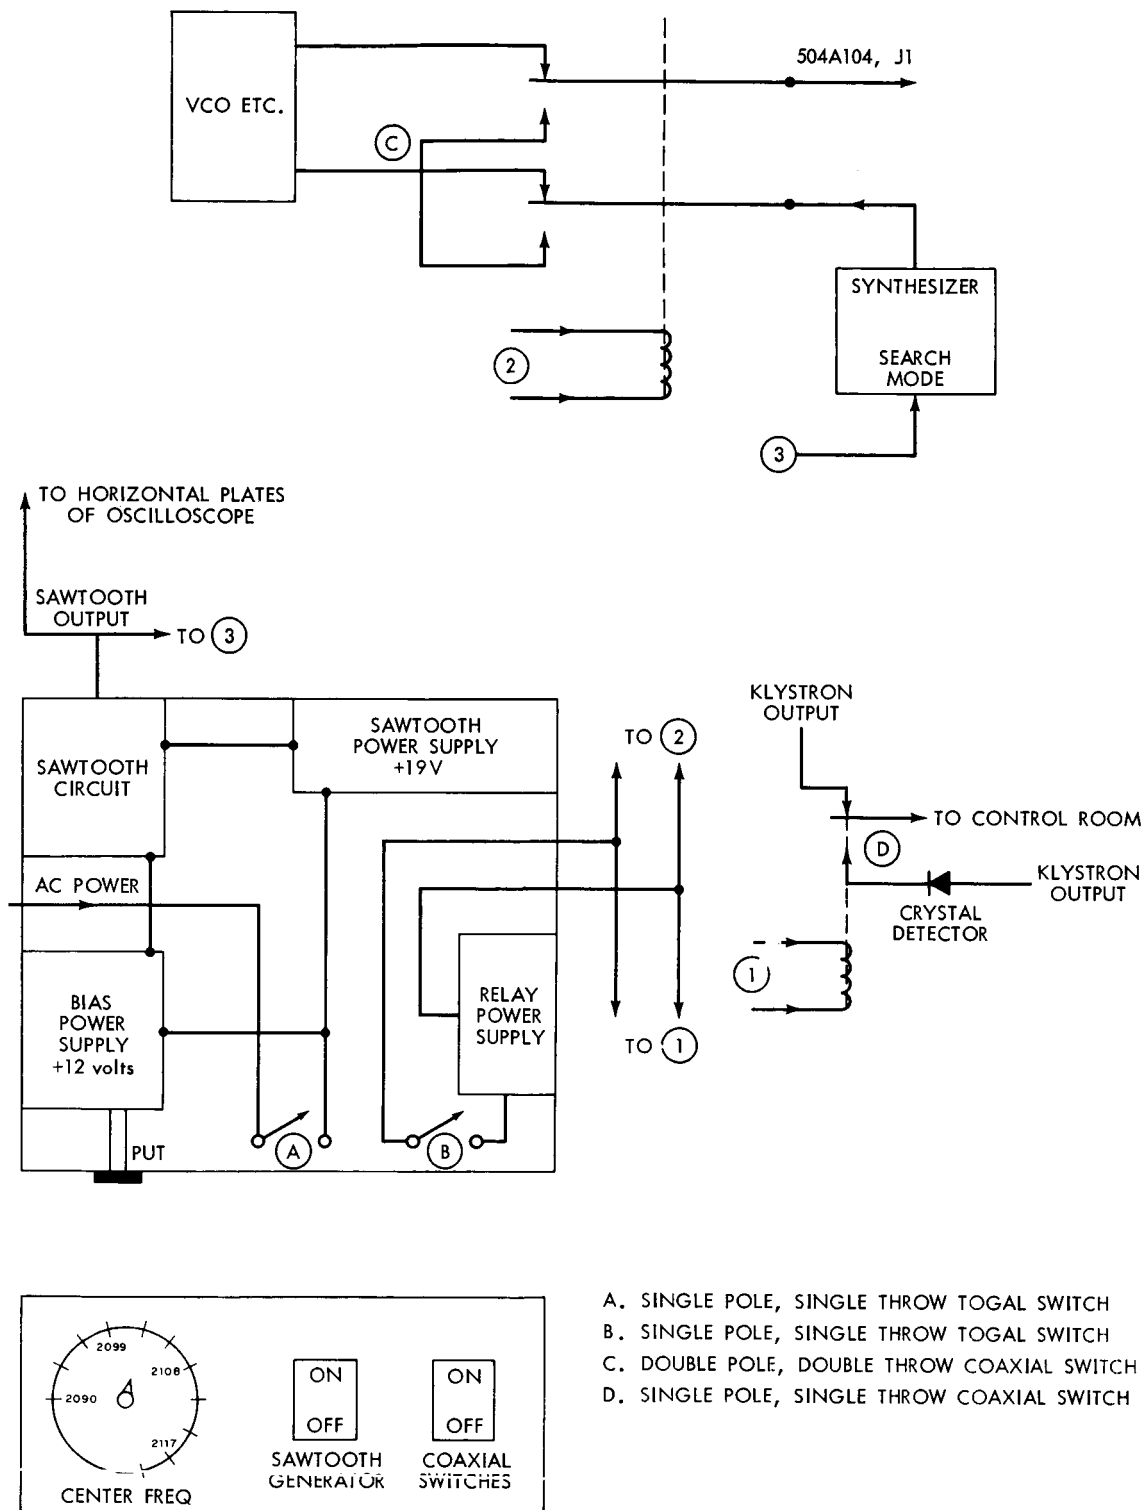 VCO ETC.
504A104, J1
C
SYNTHESIZER
SEARCH
MODE
2
3
TO HORIZONTAL PLATES
OF OSCILLOSCOPE
SAWTOOTH
OUTPUT
TO 3
SAWTOOTH
CIRCUIT
SAWTOOTH
POWER SUPPLY
+19V
TO 2
KLYSTRON
OUTPUT
TO CONTROL ROOM
D
KLYSTRON
OUTPUT
CRYSTAL
DETECTOR
AC POWER
BIAS
POWER
SUPPLY
+12 volts
RELAY
POWER
SUPPLY
1
TO 1
PUT
A
B
2099
2108
2090
2117
CENTER FREQ
ON
OFF
SAWTOOTH
GENERATOR
ON
OFF
COAXIAL
SWITCHES
A. SINGLE POLE, SINGLE THROW TOGAL SWITCH
B. SINGLE POLE, SINGLE THROW TOGAL SWITCH
C. DOUBLE POLE, DOUBLE THROW COAXIAL SWITCH
D. SINGLE POLE, SINGLE THROW COAXIAL SWITCH